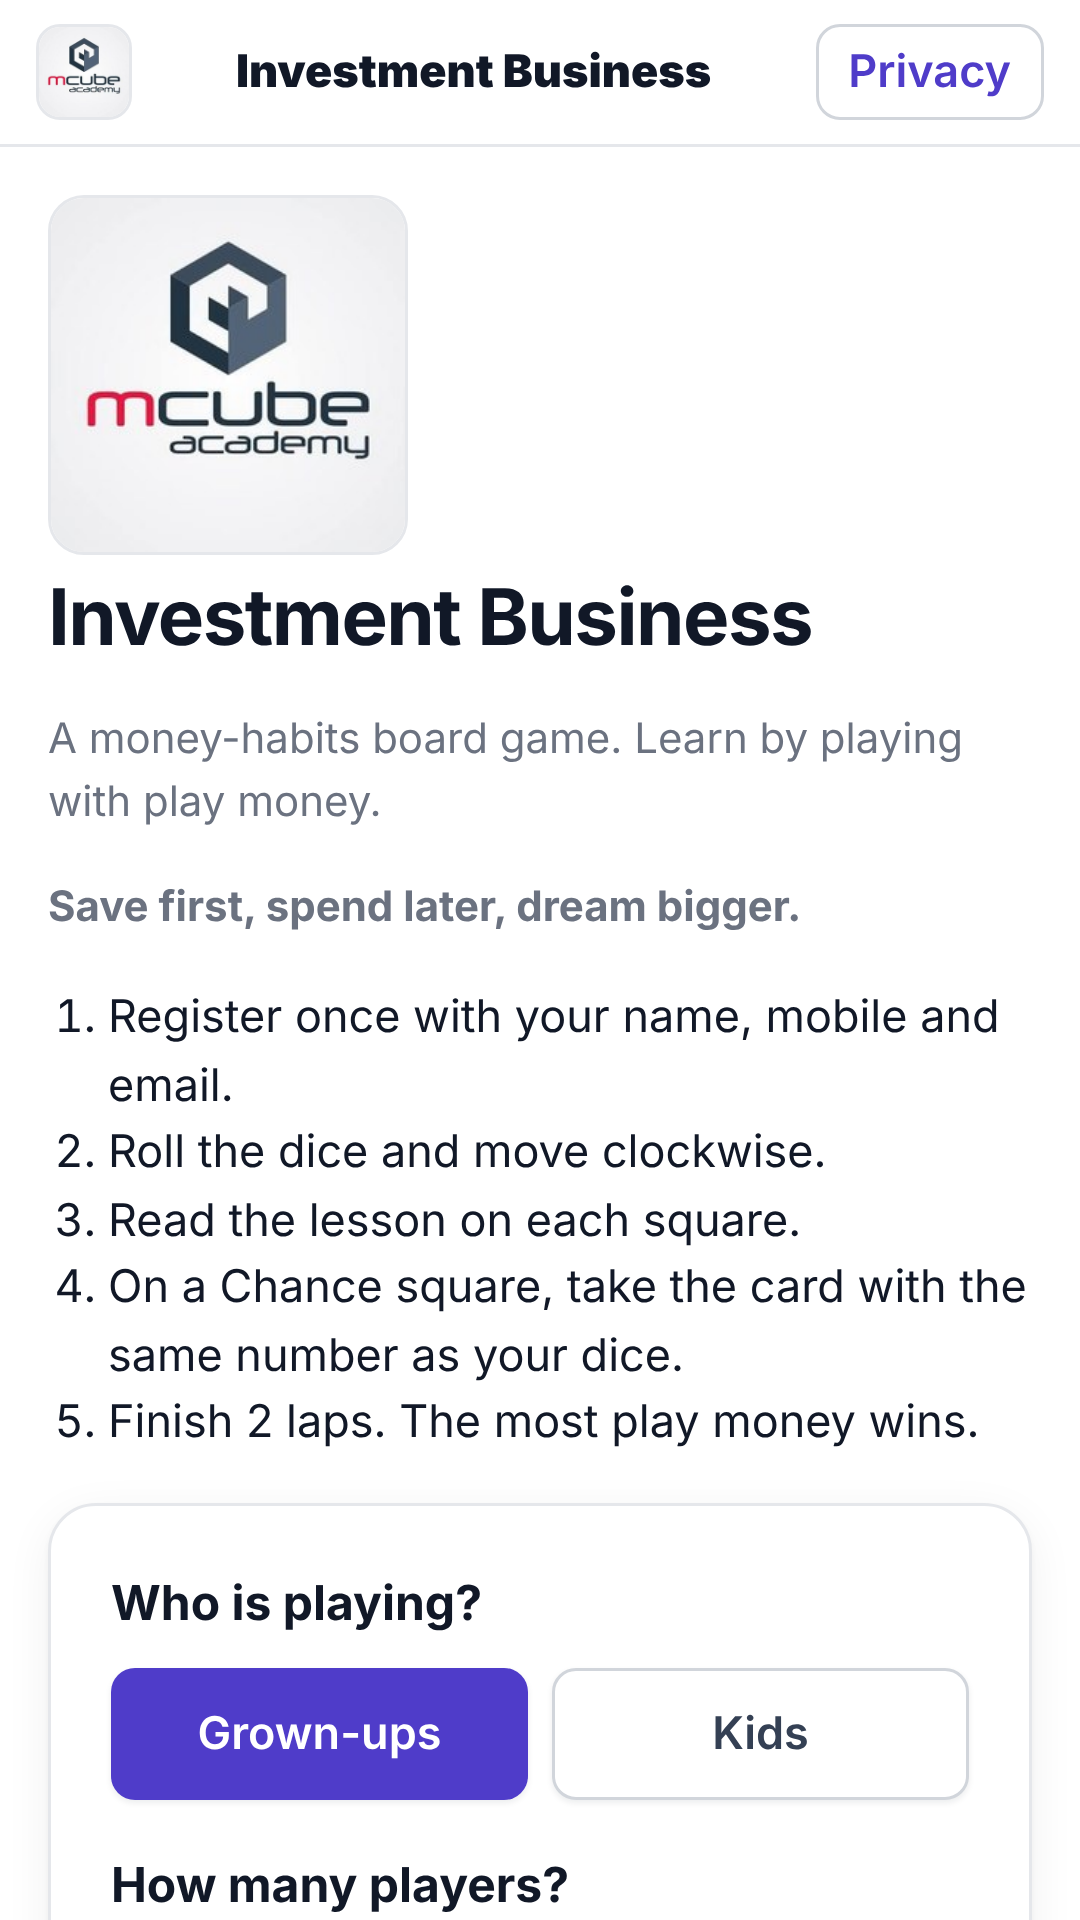 mcube
academy
Investment Business
Privacy
mcube
academy
Investment Business
A money-habits board game. Learn by playing
with play money.
Save first, spend later, dream bigger.
1. Register once with your name, mobile and
email.
2. Roll the dice and move clockwise.
3. Read the lesson on each square.
4. On a Chance square, take the card with the
same number as your dice.
5. Finish 2 laps. The most play money wins.
Who is playing?
Grown-ups
Kids
How many players?